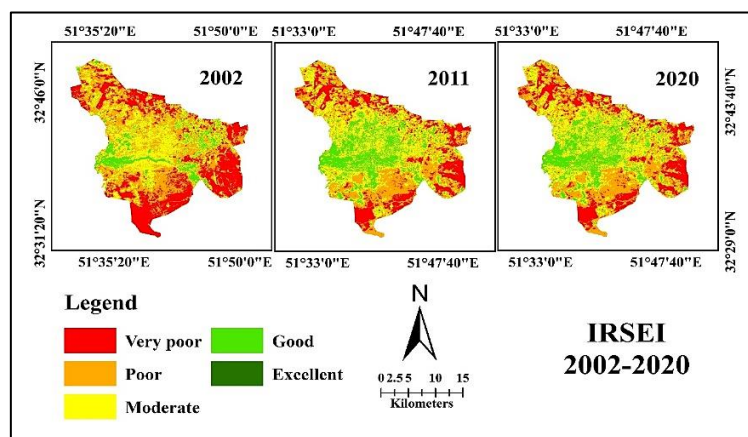 51°35'20"E 51°50'0"E 51°33'0"E 51°47'40"E 51°33'0"E 51°47'40"E
2002 2011 2020
32°46'0"N
32°43'40"N
32°31'20"N
32°29'0"N
51°35'20"E 51°50'0"E 51°33'0"E 51°47'40"E 51°33'0"E 51°47'40"E
Legend
Very poor
Poor
Moderate
Good
Excellent
N
0 2.5 5 10 15
Kilometers
IRSEI
2002-2020